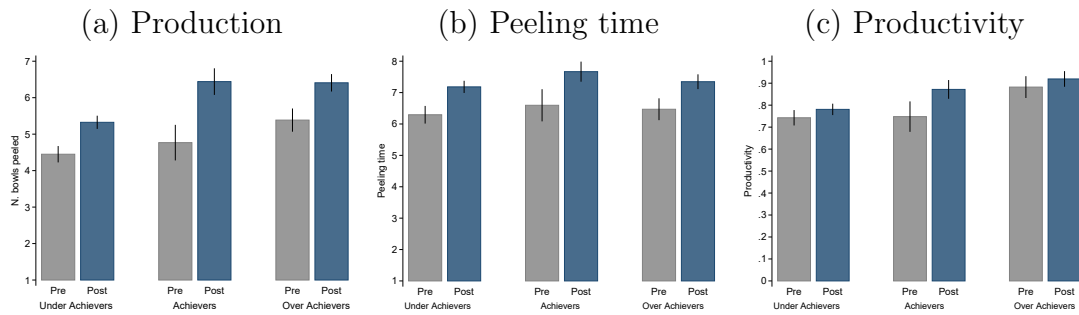 (a) Production
N. bowls peeled
7
6
5
4
3
2
1
Pre Post Pre Post Pre Post
Under Achievers Achievers Over Achievers
(b) Peeling time
Peeling time
8
7
6
5
4
3
2
1
Pre Post Pre Post Pre Post
Under Achievers Achievers Over Achievers
(c) Productivity
Productivity
1
.9
.8
.7
.6
.5
.4
.3
.2
.1
0
Pre Post Pre Post Pre Post
Under Achievers Achievers Over Achievers